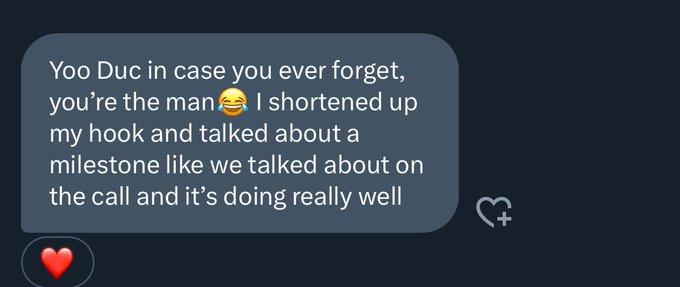 Yoo Duc in case you ever forget,
you’re the man😂 I shortened up
my hook and talked about a
milestone like we talked about on
the call and it’s doing really well